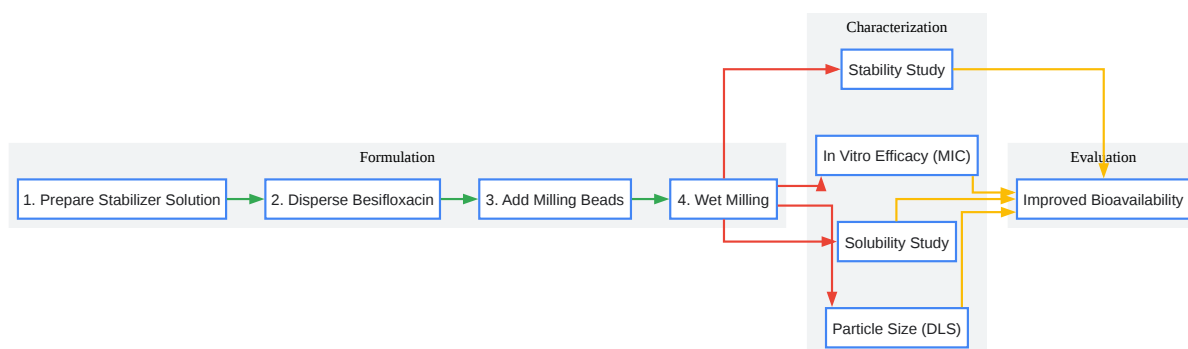 Characterization
Stability Study
Formulation
In Vitro Efficacy (MIC)
Evaluation
1. Prepare Stabilizer Solution
2. Disperse Besifloxacin
3. Add Milling Beads
4. Wet Milling
Improved Bioavailability
Solubility Study
Particle Size (DLS)